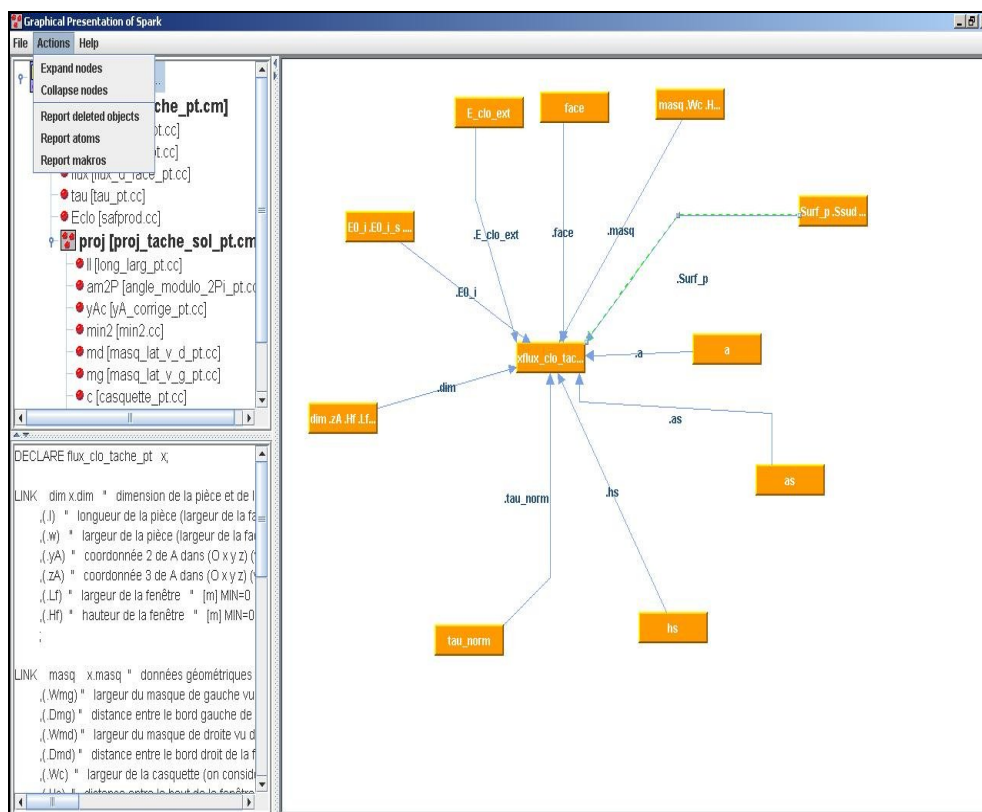 Graphical Presentation of Spark
File Actions Help
Expand nodes
Collapse nodes
Report deleted objects
Report atoms
Report makros
che_pt.cm]
pt.cc]
pt.cc]
flux [flux_d_face_pt.cc]
tau [tau_pt.cc]
Eclo [safprod.cc]
proj [proj_tache_sol_pt.cm
ll [long_larg_pt.cc]
am2P [angle_modulo_2Pi_pt.cc
yAc [yA_corrige_pt.cc]
min2 [min2.cc]
md [masq_lat_v_d_pt.cc]
mg [masq_lat_v_g_pt.cc]
c [casquette_pt.cc]
DECLARE flux_clo_tache_pt x;
LINK dim x.dim " dimension de la pièce et de l
,(.l) " longueur de la pièce (largeur de la fa
,(.w) " largeur de la pièce (largeur de la fa
,(.yA) " coordonnée 2 de A dans (O x y z) (
,(.zA) " coordonnée 3 de A dans (O x y z) (
,(.Lf) " largeur de la fenêtre " [m] MIN=0
,(.Hf) " hauteur de la fenêtre " [m] MIN=0
;
LINK masq x.masq " données géométriques
,(.Wmg) " largeur du masque de gauche vu
,(.Dmg) " distance entre le bord gauche de
,(.Wmd) " largeur du masque de droite vu d
,(.Dmd) " distance entre le bord droit de la f
,(.Wc) " largeur de la casquette (on consid
E_clo_ext
face
masq .Wc .H...
E0_i .E0_i_s ....
.Surf_p .Ssud ...
.E_clo_ext
.face
.masq
.Surf_p
.E0_i
xflux_clo_tac...
.a
a
.dim
dim .zA .Hf .Lf...
.as
as
.tau_norm
.hs
tau_norm
hs